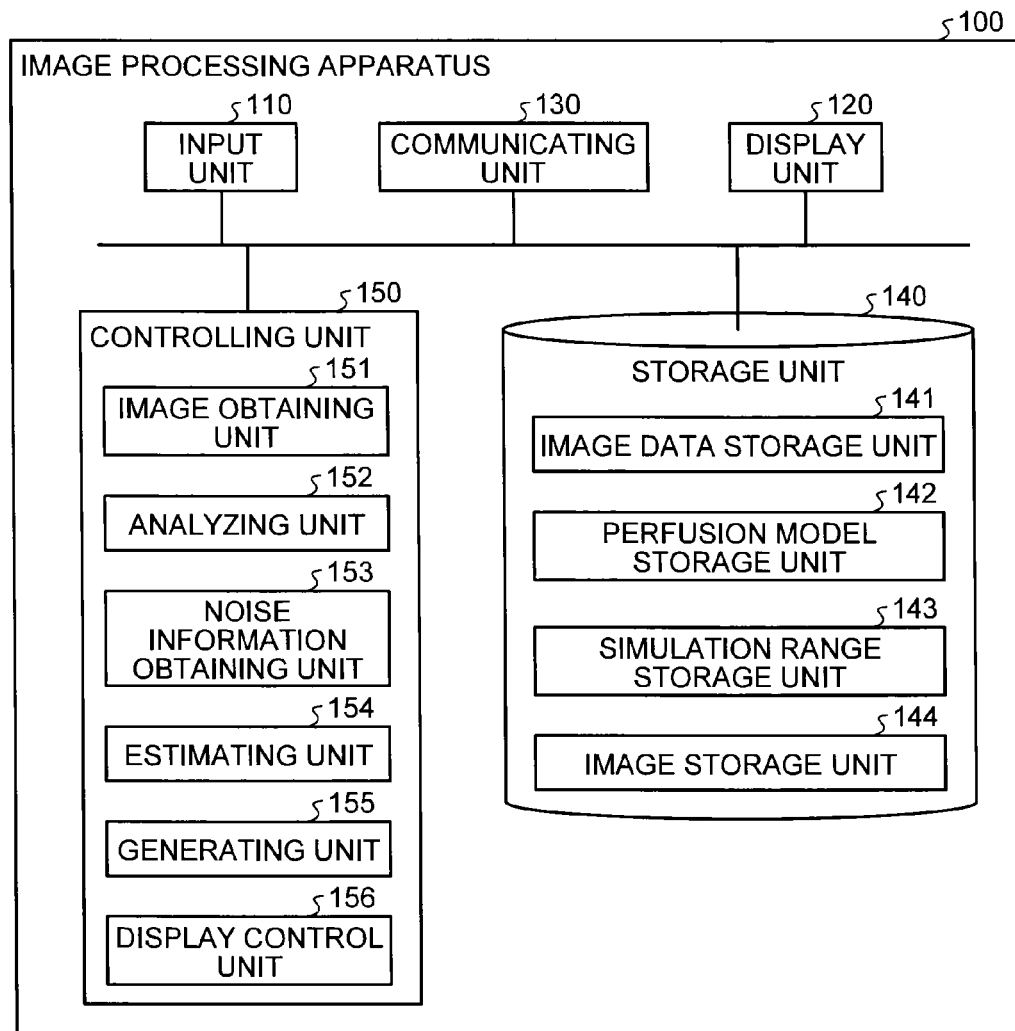 100
IMAGE PROCESSING APPARATUS
110
INPUT
UNIT
130
COMMUNICATING
UNIT
120
DISPLAY
UNIT
150
CONTROLLING UNIT
151
IMAGE OBTAINING
UNIT
152
ANALYZING UNIT
153
NOISE
INFORMATION
OBTAINING UNIT
154
ESTIMATING UNIT
155
GENERATING UNIT
156
DISPLAY CONTROL
UNIT
140
STORAGE UNIT
141
IMAGE DATA STORAGE UNIT
142
PERFUSION MODEL
STORAGE UNIT
143
SIMULATION RANGE
STORAGE UNIT
144
IMAGE STORAGE UNIT